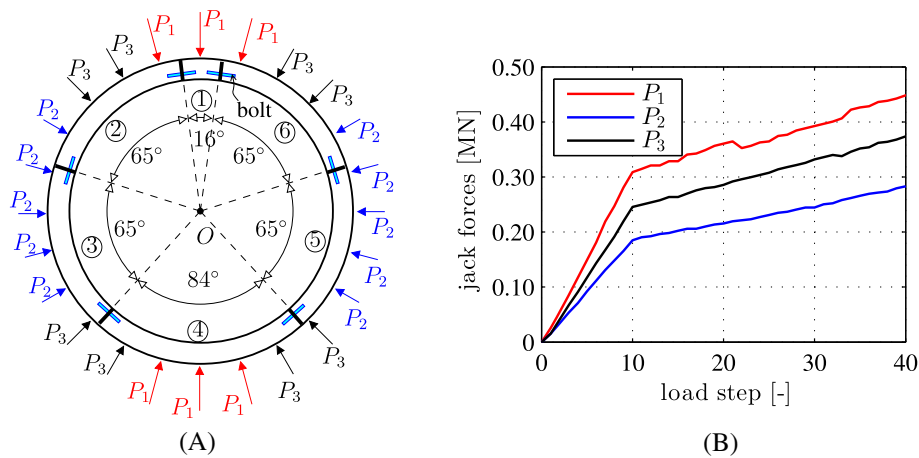 P1
P1
P1
P3
P3
P3
P3
P2
P2
P2
P2
P2
P2
P2
P2
P2
P2
P3
P3
P3
P3
P1
P1
P1
bolt
①
②
③
④
⑤
⑥
16°
65°
65°
65°
65°
84°
O
(A)
0.50
0.40
0.30
0.20
0.10
0
P1
P2
P3
jack forces [MN]
0
10
20
30
40
load step [-]
(B)